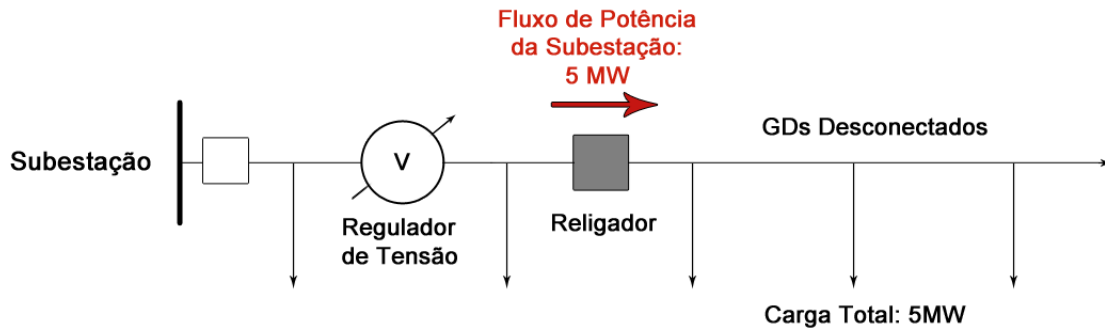 Fluxo de Potência
da Subestação:
5 MW
GDs Desconectados
Subestação
V
Regulador
de Tensão
Religador
Carga Total: 5MW